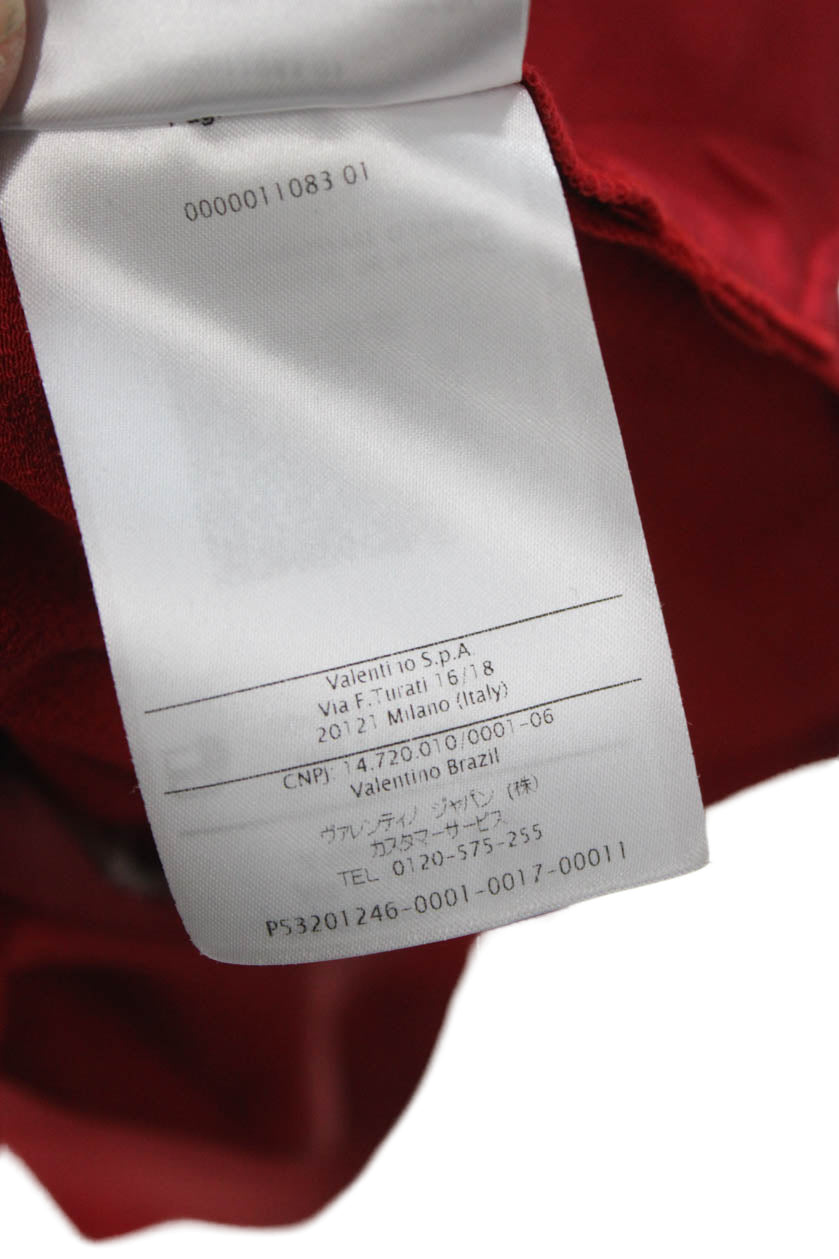 0000011083 01
Valentino S.p.A
Via F.Turati 16/18
20121 Milano (Italy)
CNPJ: 14.720.010/0001-06
Valentino Brazil
ヴァレンティノ ジャパン (株)
カスタマーサービス
TEL 0120-575-255
P53201246-0001-0017-00011